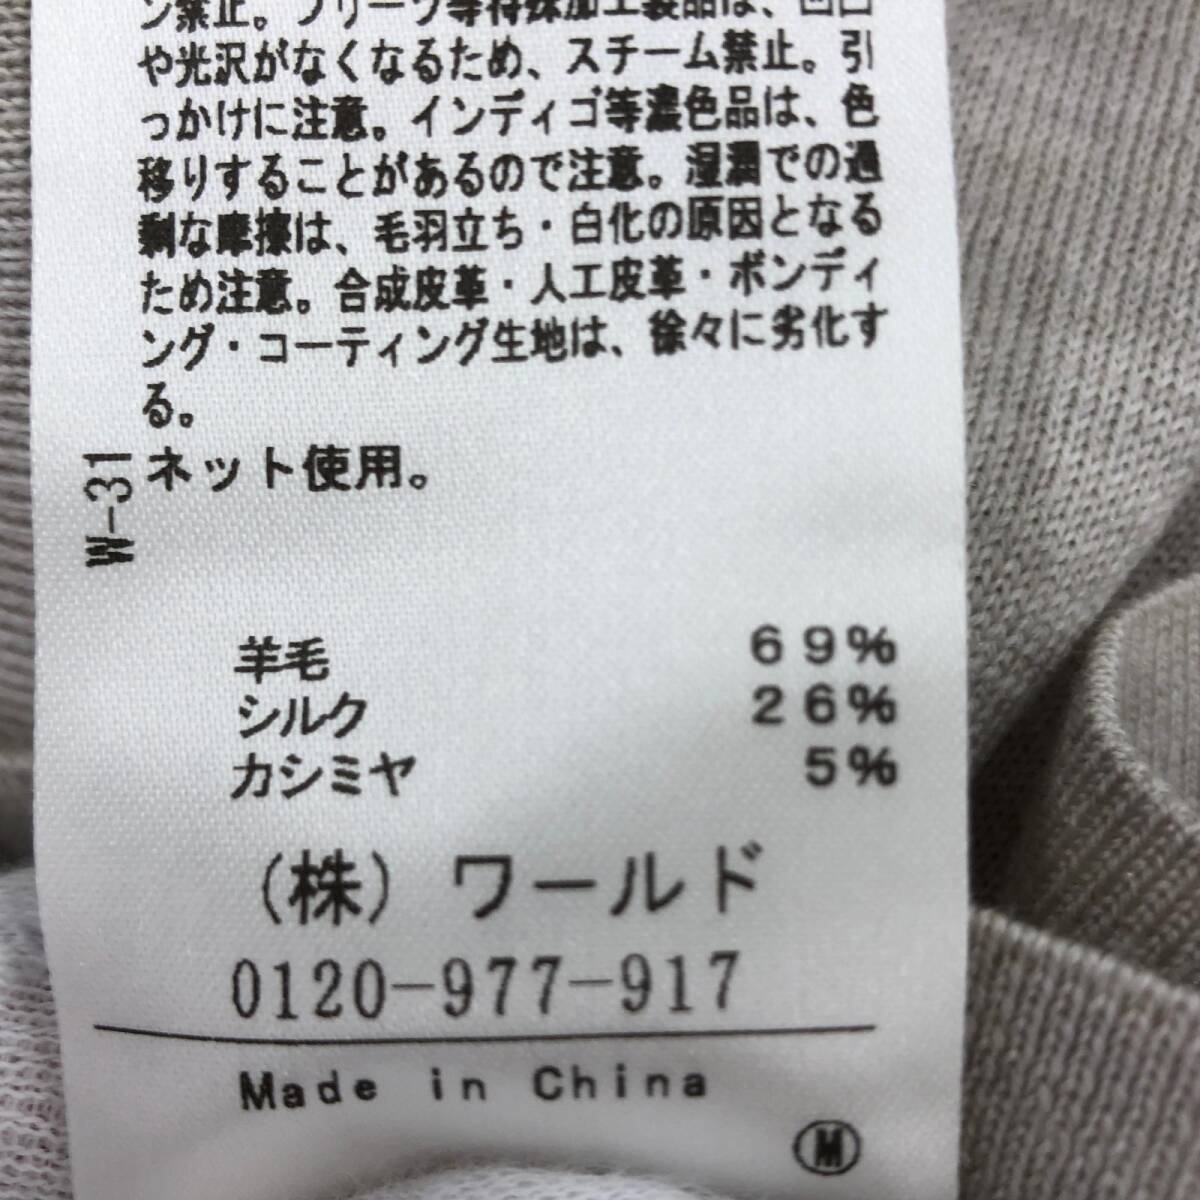 ン禁止。プリーツ等特殊加工製品は、凹凸
や光沢がなくなるため、スチーム禁止。引
っかけに注意。インディゴ等濃色品は、色
移りすることがあるので注意。湿潤での過
剰な摩擦は、毛羽立ち・白化の原因となる
ため注意。合成皮革・人工皮革・ボンディ
ング・コーティング生地は、徐々に劣化す
る。
ネット使用。
W-31
羊毛 69%
シルク 26%
カシミヤ 5%
(株) ワールド
0120-977-917
Made in China
M